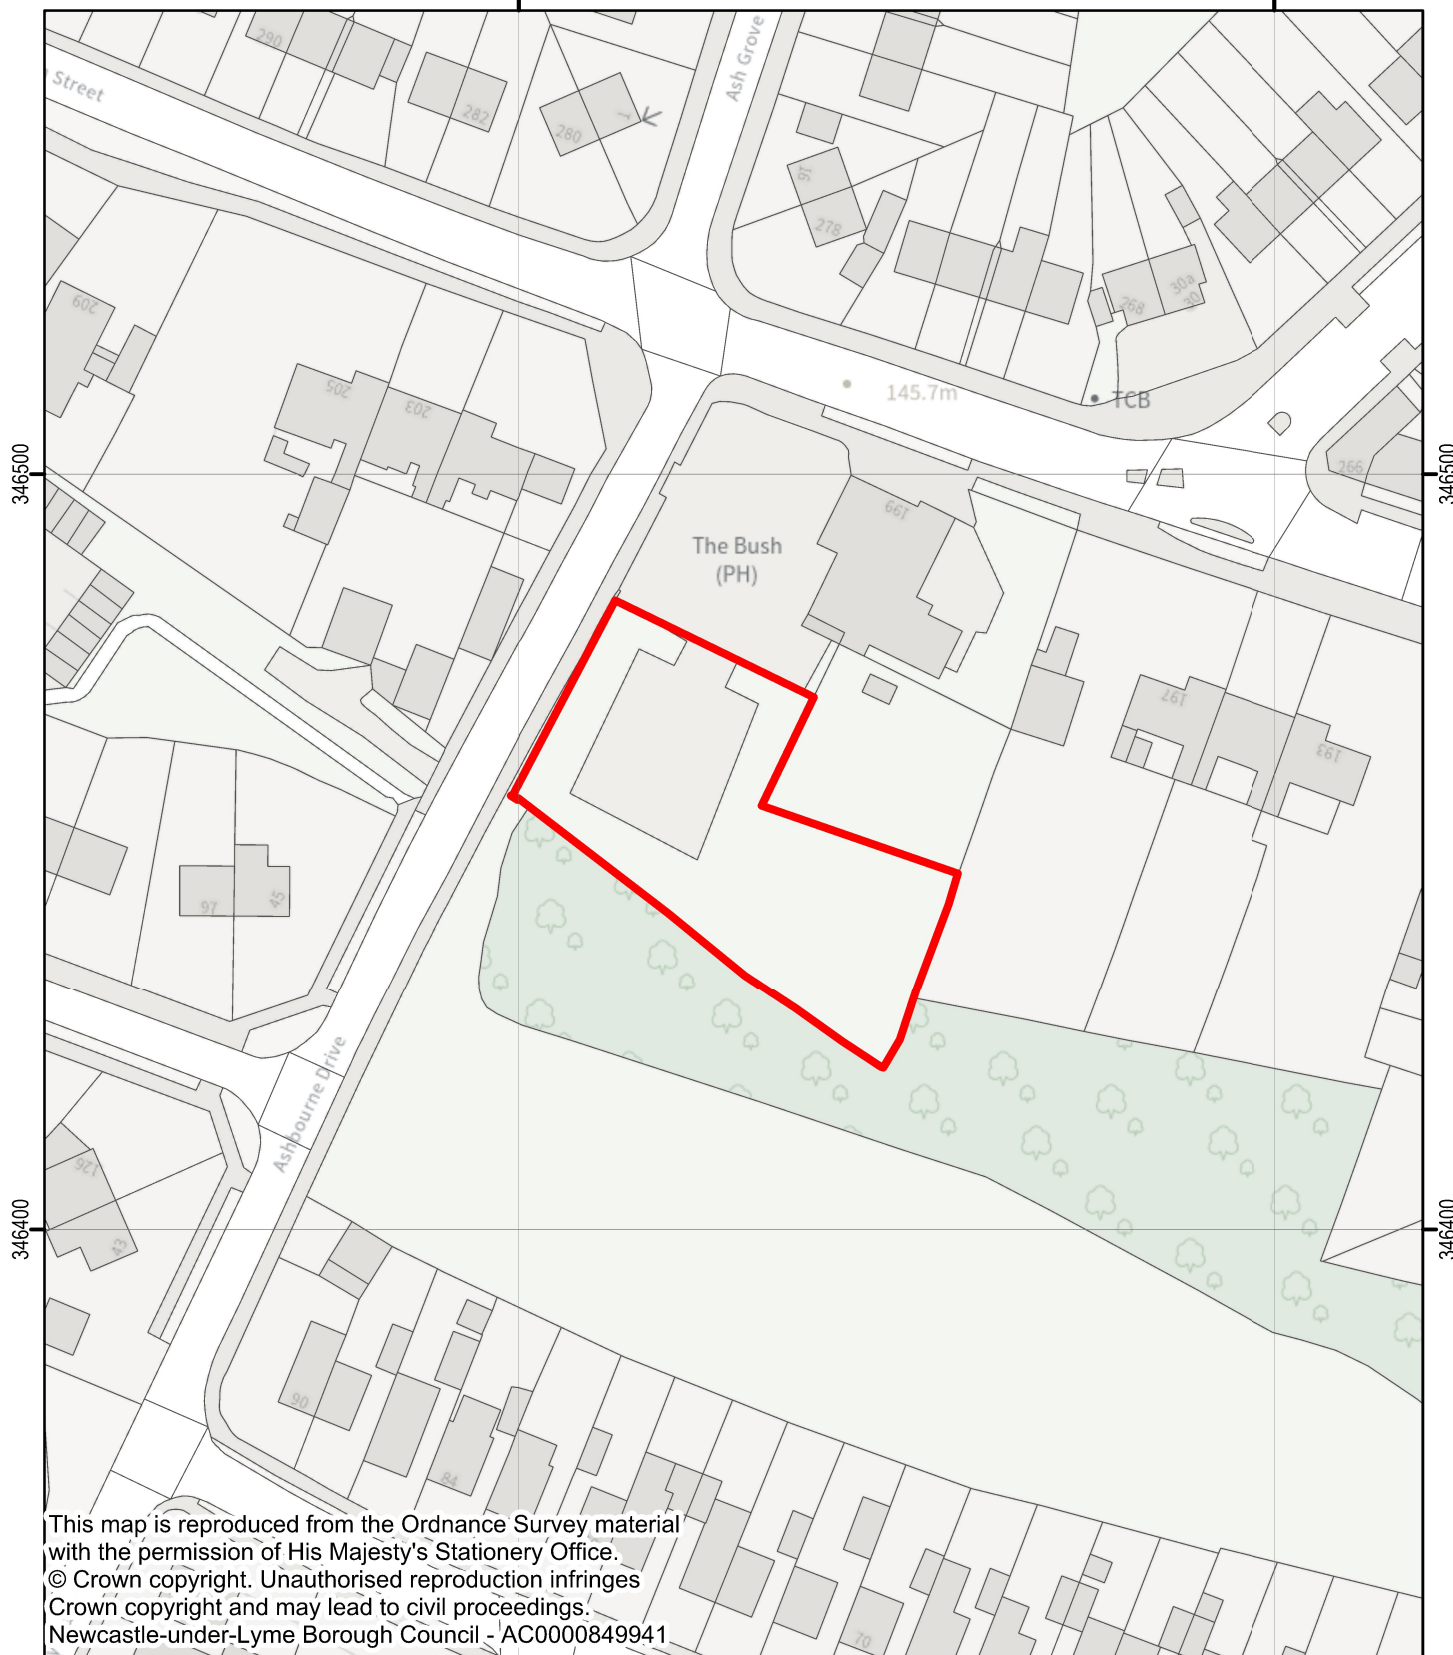 290
Street
282
280
1
Ash Grove
16
278
30a
30
268
209
205
203
145.7m
TCB
266
346500
346500
199
The Bush
(PH)
197
193
76
45
Ashbourne Drive
126
43
346400
346400
90
84
70
This map is reproduced from the Ordnance Survey material
with the permission of His Majesty's Stationery Office.
© Crown copyright. Unauthorised reproduction infringes
Crown copyright and may lead to civil proceedings.
Newcastle-under-Lyme Borough Council - AC0000849941